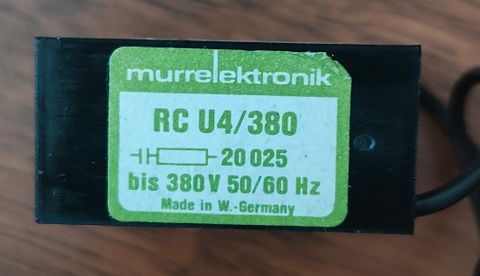 murrelektronik
RC U4/380
20 025
bis 380 V 50/60 Hz
Made in W.-Germany